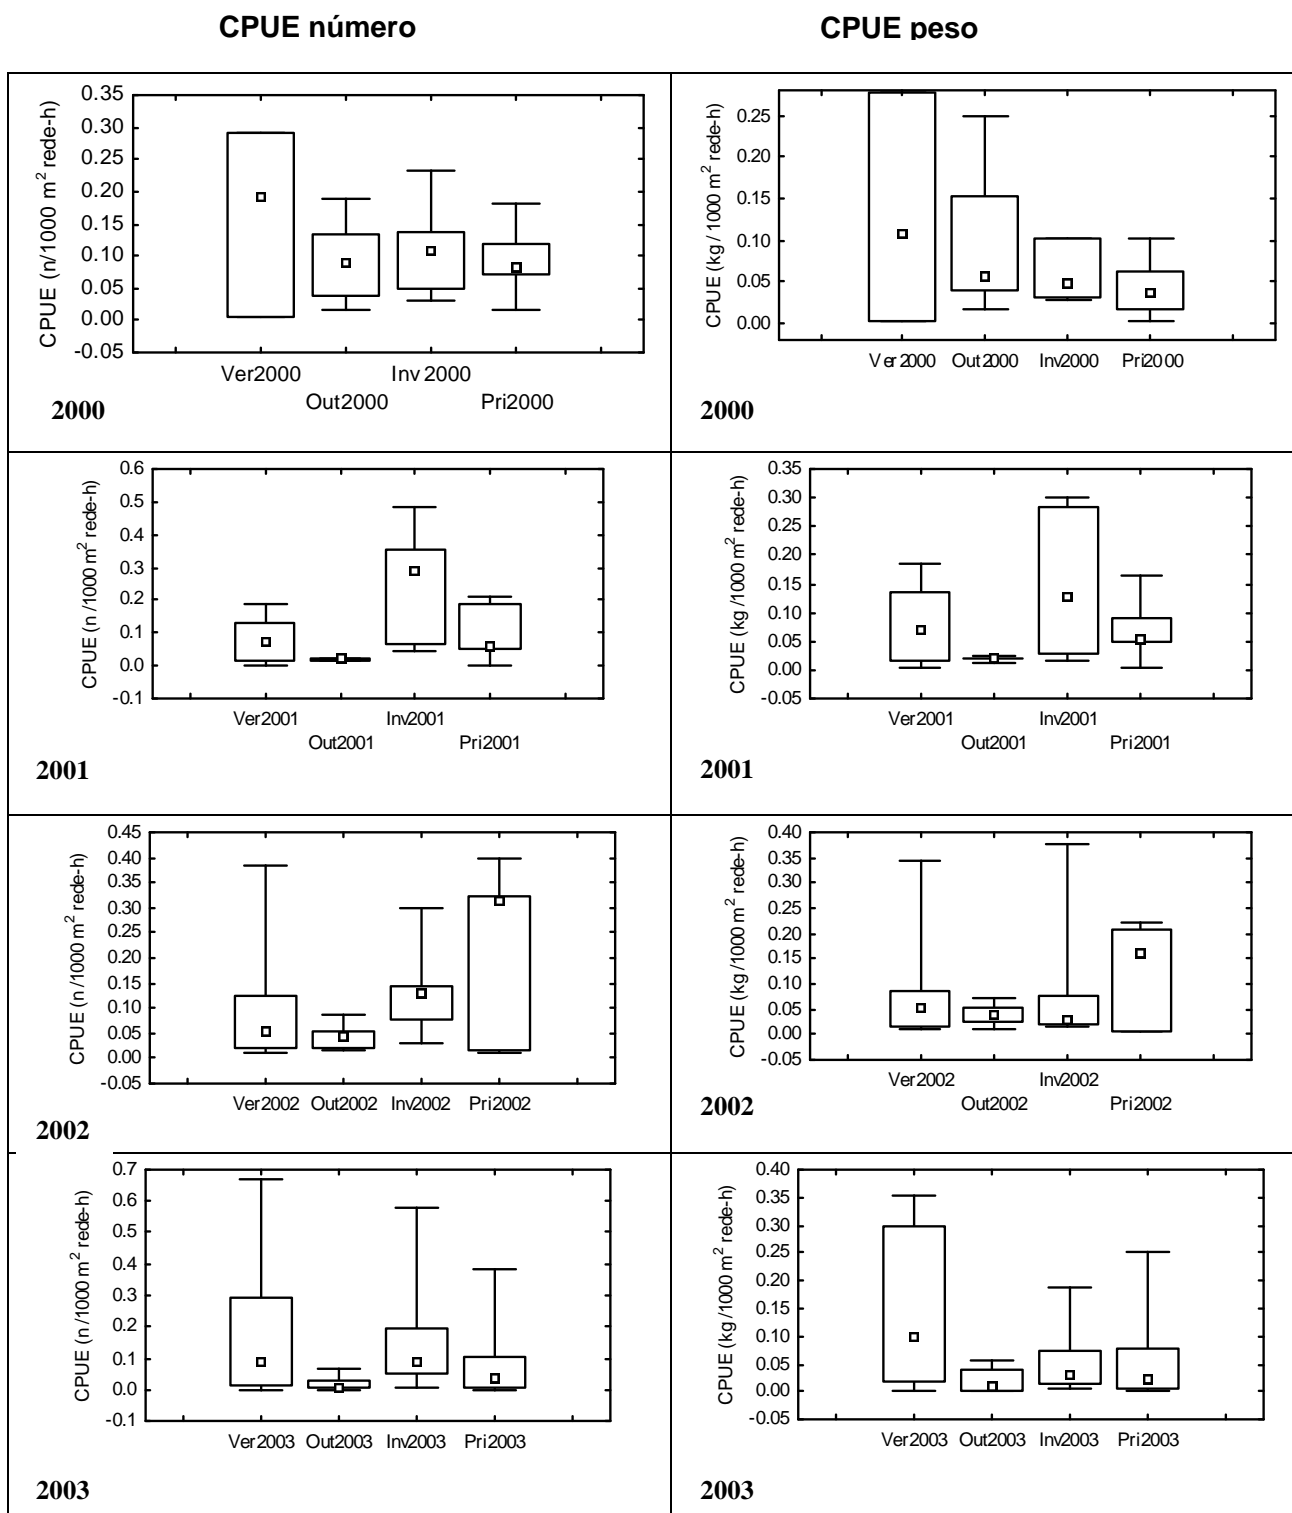 CPUE número
CPUE peso
CPUE (n/1000 m² rede-h)
0.35
0.30
0.25
0.20
0.15
0.10
0.05
0.00
-0.05
Ver2000
Inv2000
Out2000
Pri2000
2000
CPUE (kg/1000 m² rede-h)
0.25
0.20
0.15
0.10
0.05
0.00
Ver2000
Out2000
Inv2000
Pri2000
2000
CPUE (n/1000 m² rede-h)
0.6
0.5
0.4
0.3
0.2
0.1
0.0
-0.1
Ver2001
Inv2001
Out2001
Pri2001
2001
CPUE (kg/1000 m² rede-h)
0.35
0.30
0.25
0.20
0.15
0.10
0.05
0.00
-0.05
Ver2001
Inv2001
Out2001
Pri2001
2001
CPUE (n/1000 m² rede-h)
0.45
0.40
0.35
0.30
0.25
0.20
0.15
0.10
0.05
0.00
-0.05
Ver2002
Out2002
Inv2002
Pri2002
2002
CPUE (kg/1000 m² rede-h)
0.40
0.35
0.30
0.25
0.20
0.15
0.10
0.05
0.00
-0.05
Ver2002
Inv2002
Out2002
Pri2002
2002
CPUE (n/1000 m² rede-h)
0.7
0.6
0.5
0.4
0.3
0.2
0.1
0.0
-0.1
Ver2003
Out2003
Inv2003
Pri2003
2003
CPUE (kg/1000 m² rede-h)
0.40
0.35
0.30
0.25
0.20
0.15
0.10
0.05
0.00
-0.05
Ver2003
Out2003
Inv2003
Pri2003
2003